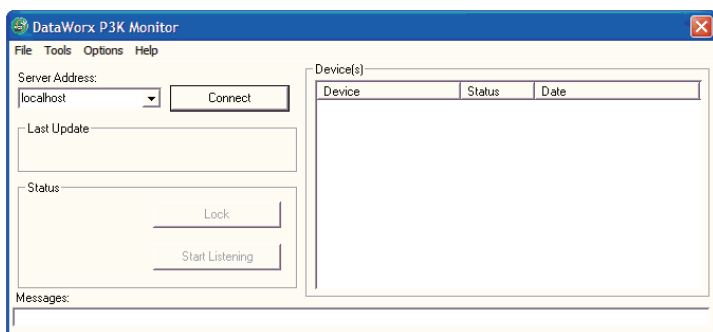 DataWorx P3K Monitor
File Tools Options Help
Server Address:
localhost
Connect
Last Update
Status
Lock
Start Listening
Device(s)
Device Status Date
Messages: